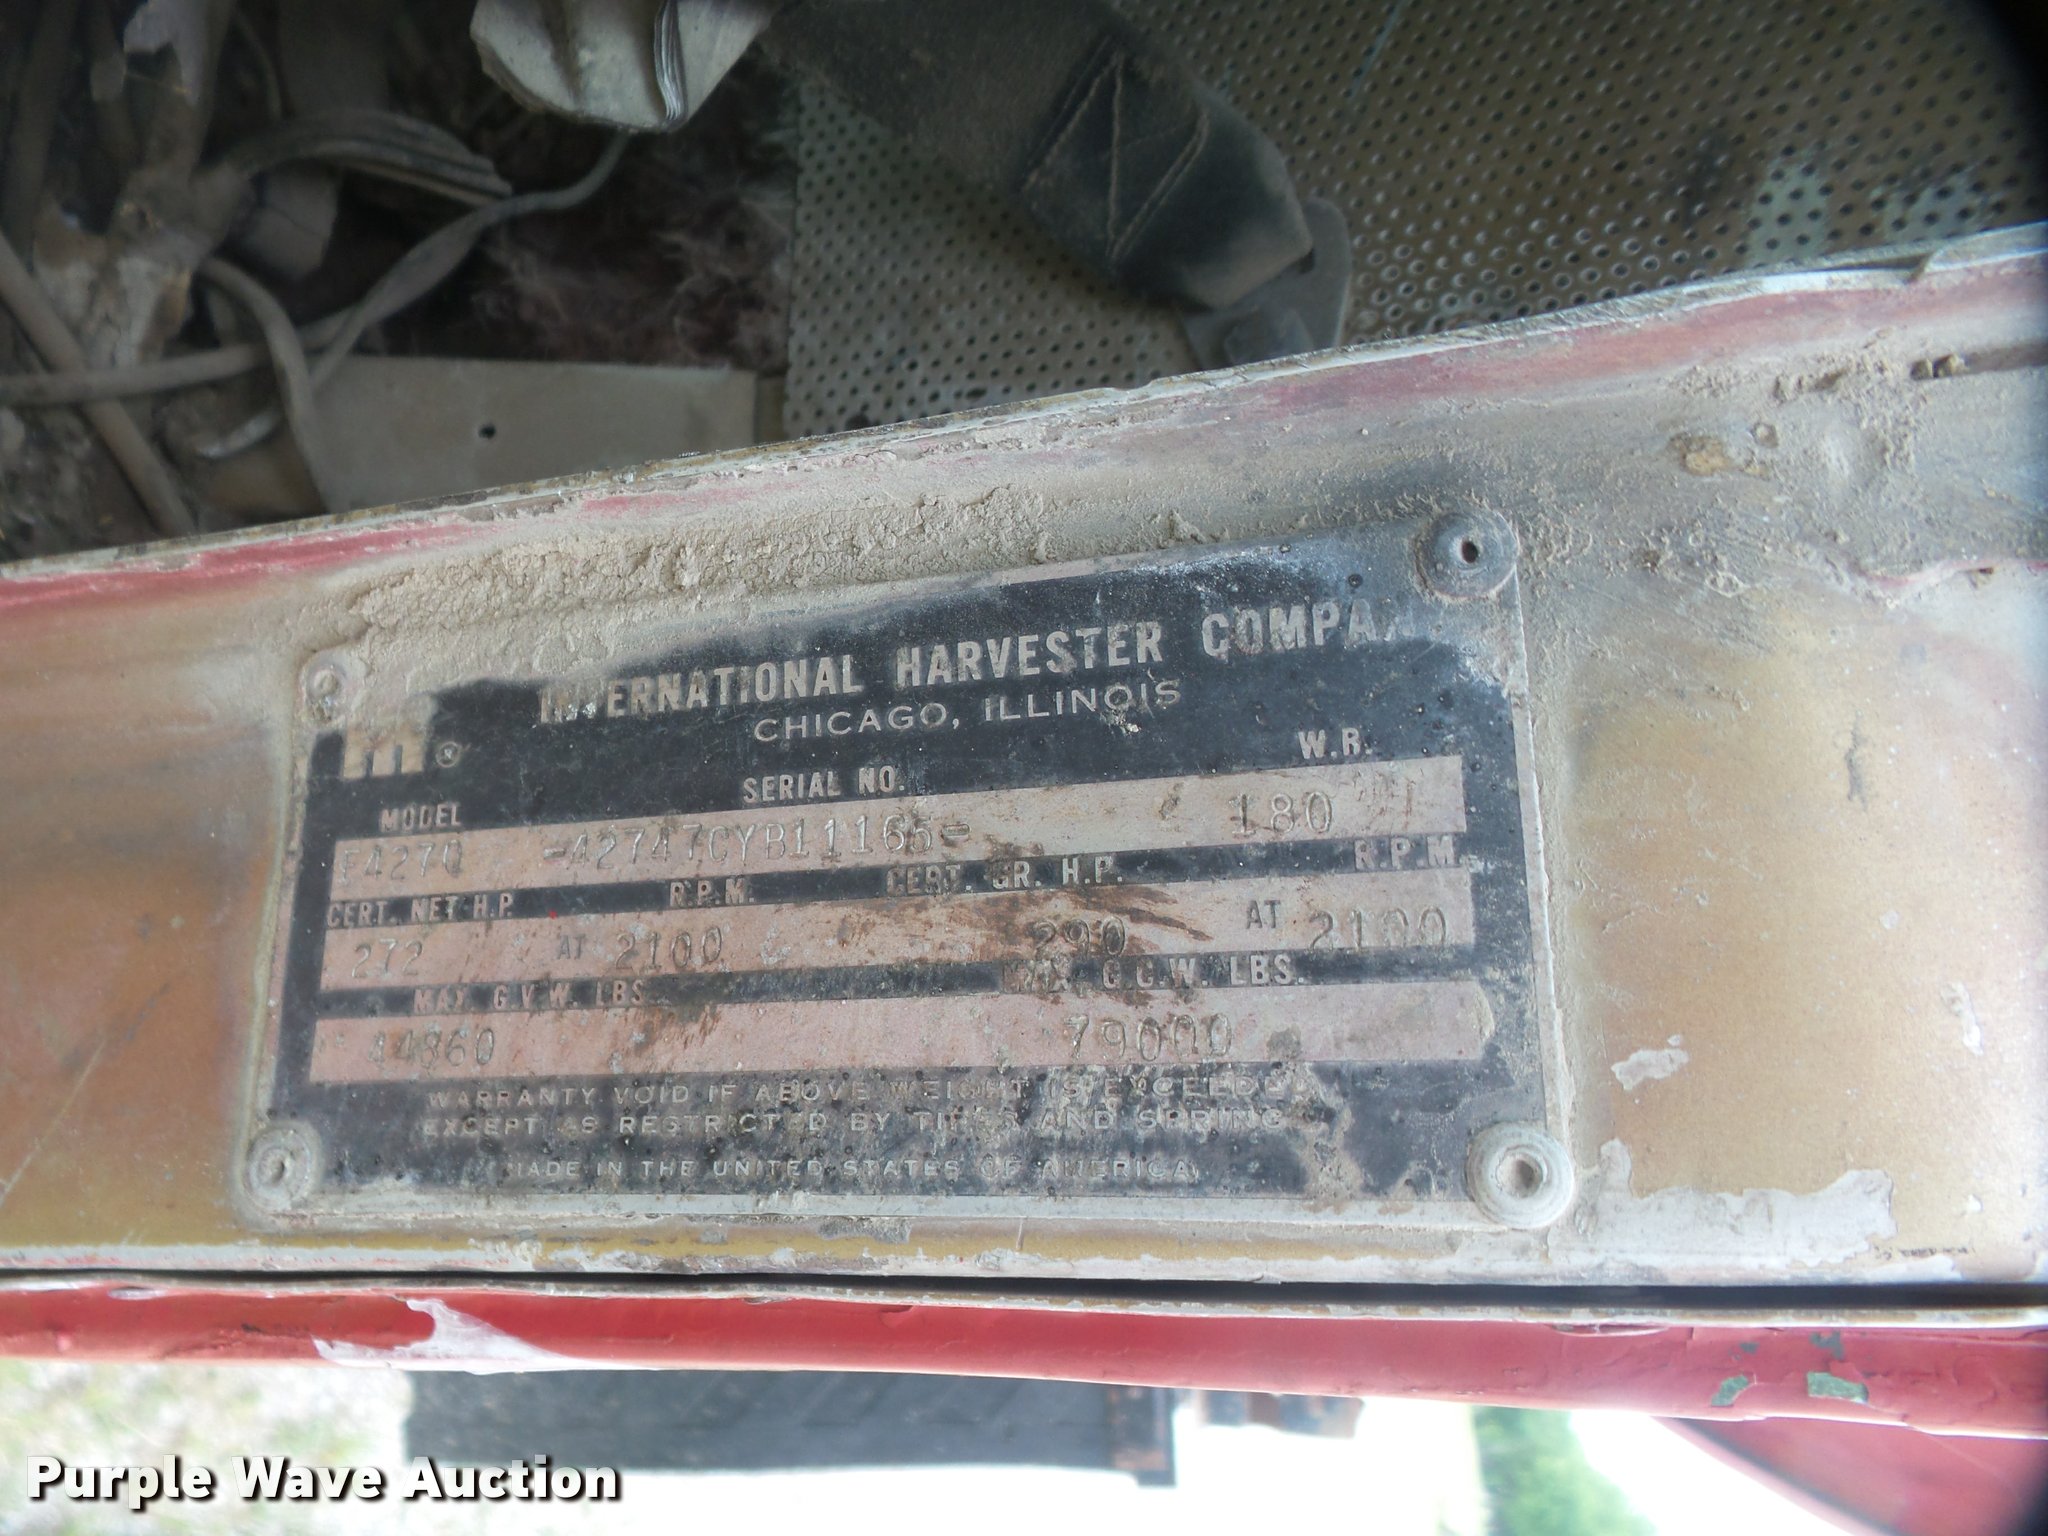 INTERNATIONAL HARVESTER
CHICAGO, ILLINOIS
IH ®
MODEL SERIAL NO. W.B.
F4270 -42747CYB11165- 180
CERT. NET H.P. R.P.M. CERT. GR. H.P. R.P.M.
272 AT 2100 290 AT 2100
MAX. G.V.W. LBS. MAX. G.C.W. LBS.
44860 79000
WARRANTY VOID IF ABOVE WEIGHT IS EXCEEDED
EXCEPT AS RESTRICTED BY TIRES AND SPRING
MADE IN THE UNITED STATES OF AMERICA
Purple Wave Auction